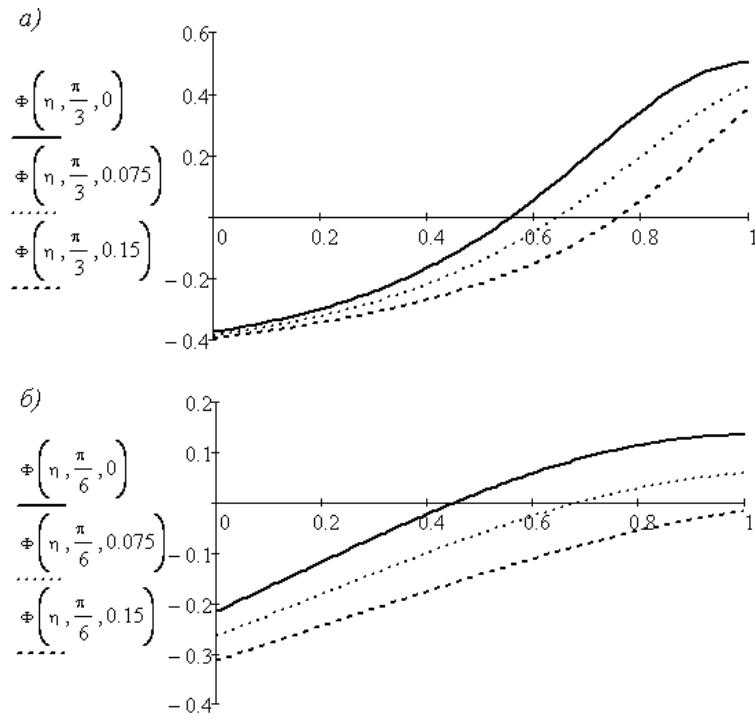 а)
Φ(η, π/3, 0)
Φ(η, π/3, 0.075)
Φ(η, π/3, 0.15)
0.6
0.4
0.2
0 0.2 0.4 0.6 0.8 1
−0.2
−0.4
б)
Φ(η, π/6, 0)
Φ(η, π/6, 0.075)
Φ(η, π/6, 0.15)
0.2
0.1
0 0.2 0.4 0.6 0.8 1
−0.1
−0.2
−0.3
−0.4